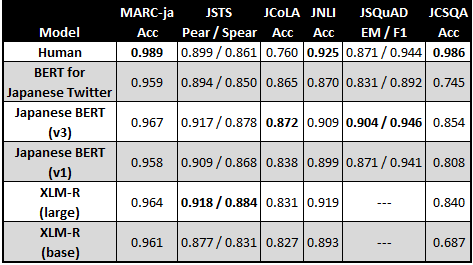 Model MARC-ja Acc JSTS Pear / Spear JCoLA Acc JNLI Acc JSQuAD EM / F1 JCSQA Acc
Human 0.989 0.899 / 0.861 0.760 0.925 0.871 / 0.944 0.986
BERT for Japanese Twitter 0.959 0.894 / 0.850 0.865 0.870 0.831 / 0.892 0.745
Japanese BERT (v3) 0.967 0.917 / 0.878 0.872 0.909 0.904 / 0.946 0.854
Japanese BERT (v1) 0.958 0.909 / 0.868 0.838 0.899 0.871 / 0.941 0.808
XLM-R (large) 0.964 0.918 / 0.884 0.831 0.919 --- 0.840
XLM-R (base) 0.961 0.877 / 0.831 0.827 0.893 --- 0.687